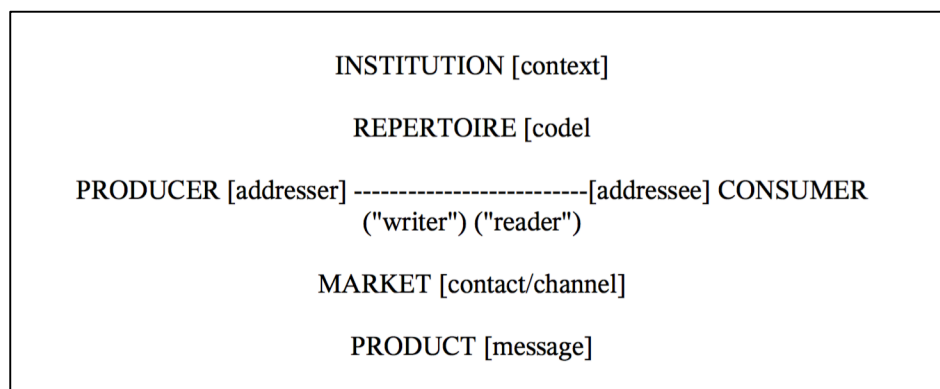 INSTITUTION [context]
REPERTOIRE [codel
PRODUCER [addresser] --------------------------[addressee] CONSUMER
("writer") ("reader")
MARKET [contact/channel]
PRODUCT [message]